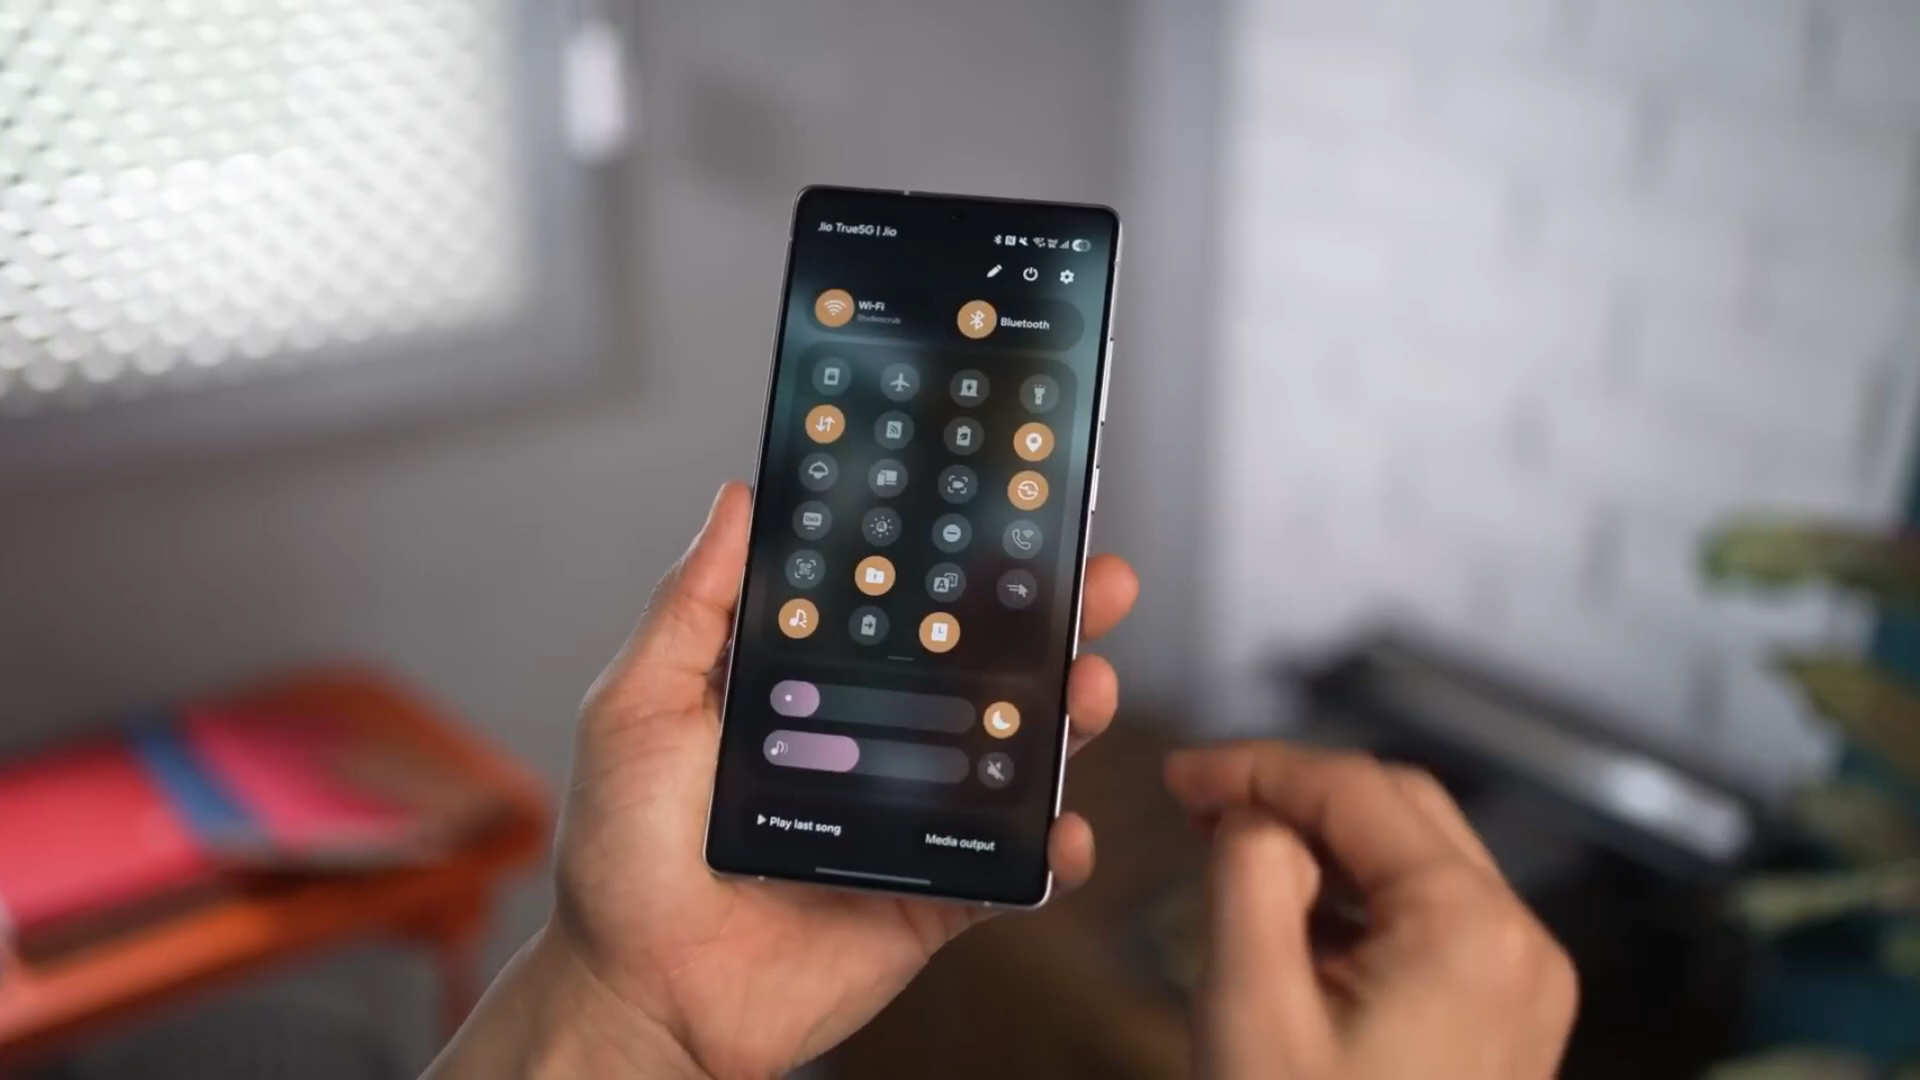 Jio True5G | Jio
Wi-Fi
Bluetooth
Play last song
Media output